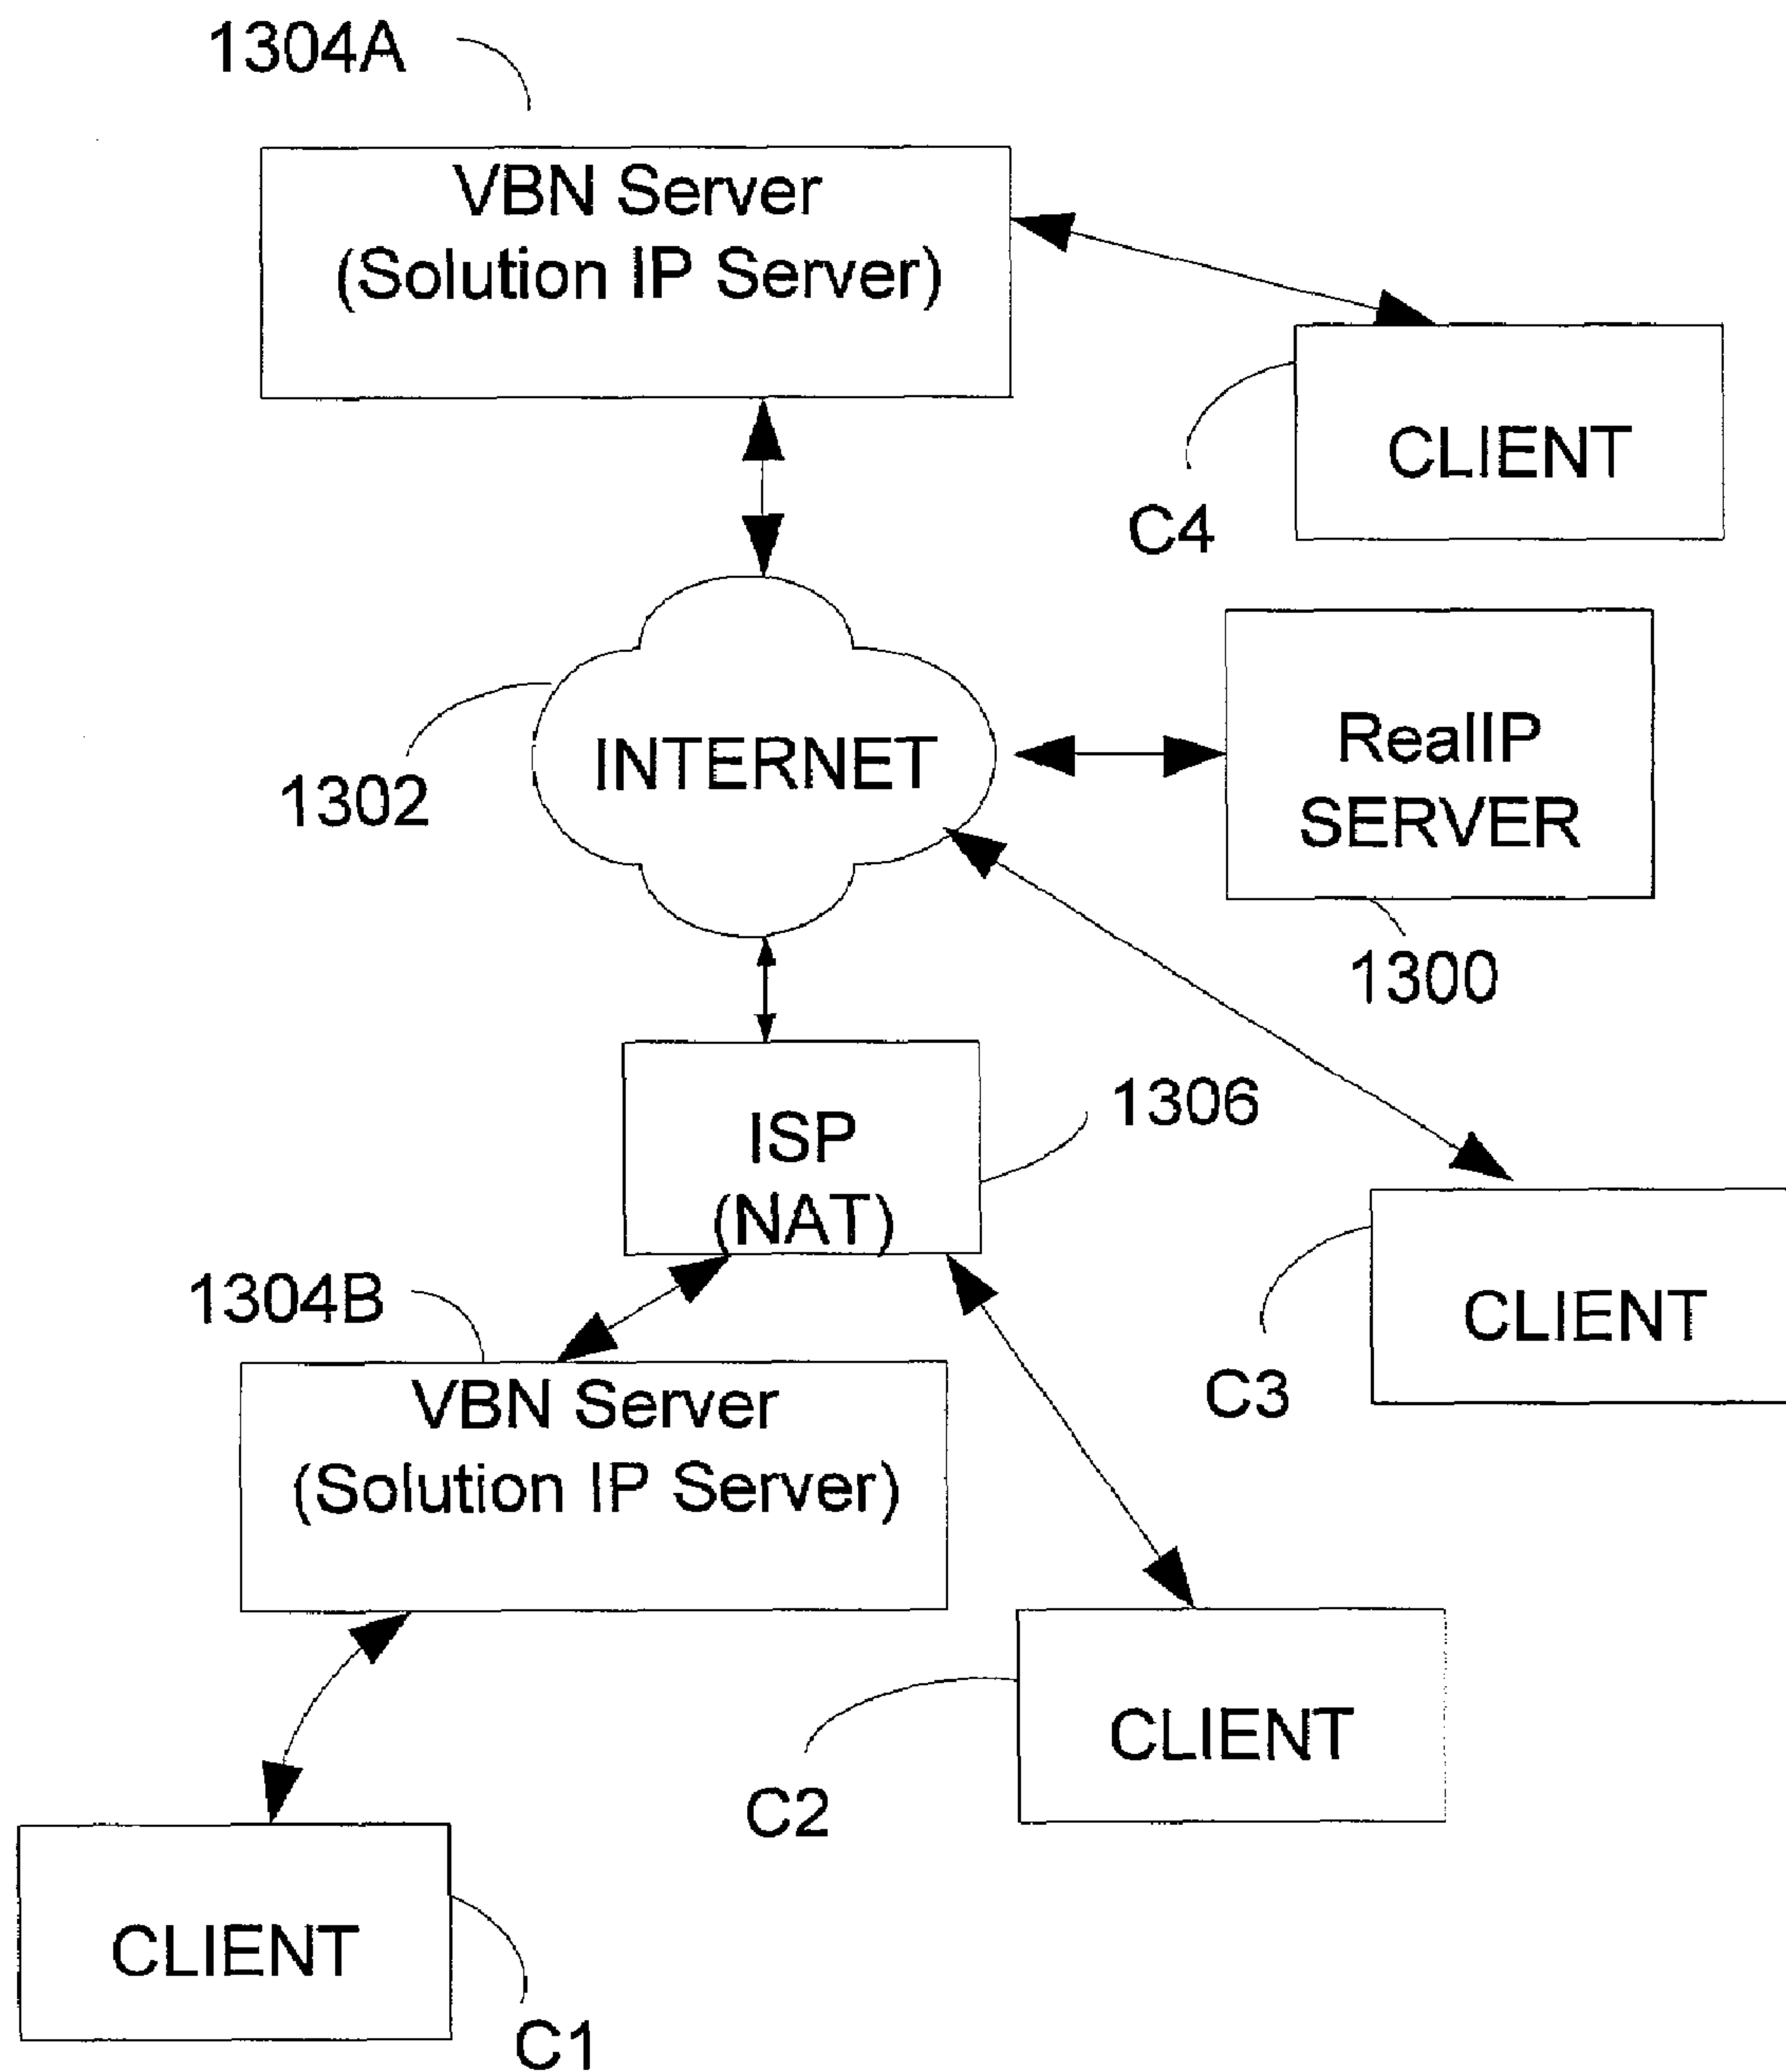 1304A
VBN Server
(Solution IP Server)
CLIENT
C4
INTERNET
1302
RealIP
SERVER
1300
ISP
(NAT)
1306
1304B
VBN Server
(Solution IP Server)
CLIENT
C3
CLIENT
C2
CLIENT
C1